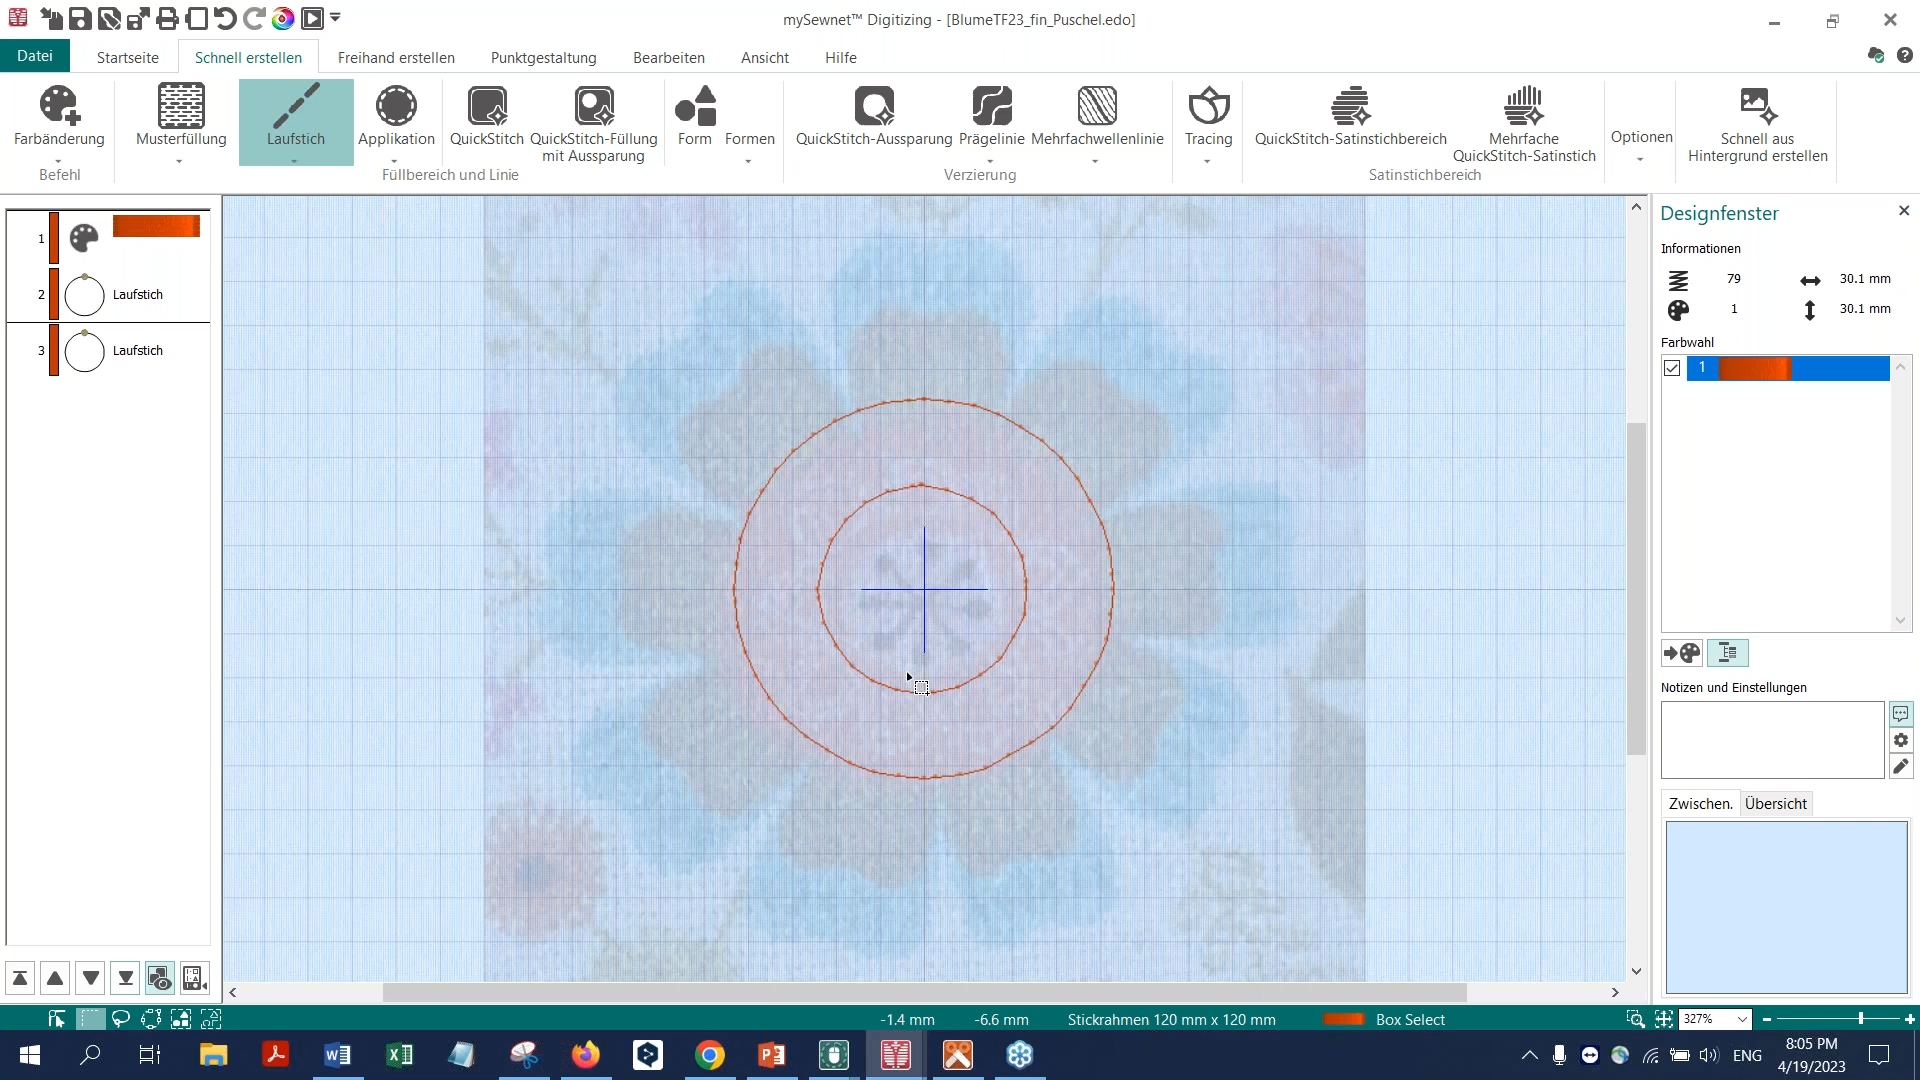 mySewnet™ Digitizing - [BlumeTF23_fin_Puschel.edo]
Datei
Startseite
Schnell erstellen
Freihand erstellen
Punktgestaltung
Bearbeiten
Ansicht
Hilfe
Farbänderung
Befehl
Musterfüllung
Laufstich
Applikation
QuickStitch
QuickStitch-Füllung
mit Aussparung
Form
Formen
Füllbereich und Linie
QuickStitch-Aussparung
Prägelinie
Mehrfachwellenlinie
Verzierung
Tracing
QuickStitch-Satinstichbereich
Mehrfache
QuickStitch-Satinstich
Satinstichbereich
Optionen
Schnell aus
Hintergrund erstellen
1
2 Laufstich
3 Laufstich
Designfenster
Informationen
79 30.1 mm
1 30.1 mm
Farbwahl
1
Notizen und Einstellungen
Zwischen. Übersicht
-1.4 mm -6.6 mm Stickrahmen 120 mm x 120 mm Box Select 327%
ENG
8:05 PM
4/19/2023